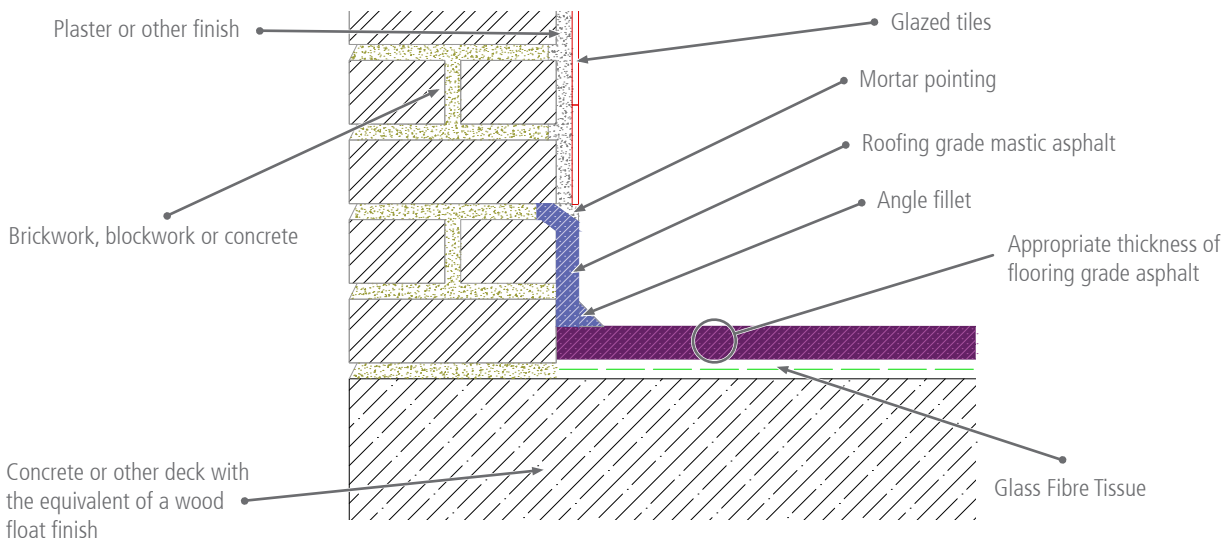 Plaster or other finish
Glazed tiles
Mortar pointing
Roofing grade mastic asphalt
Angle fillet
Brickwork, blockwork or concrete
Appropriate thickness of
flooring grade asphalt
Concrete or other deck with
the equivalent of a wood
float finish
Glass Fibre Tissue